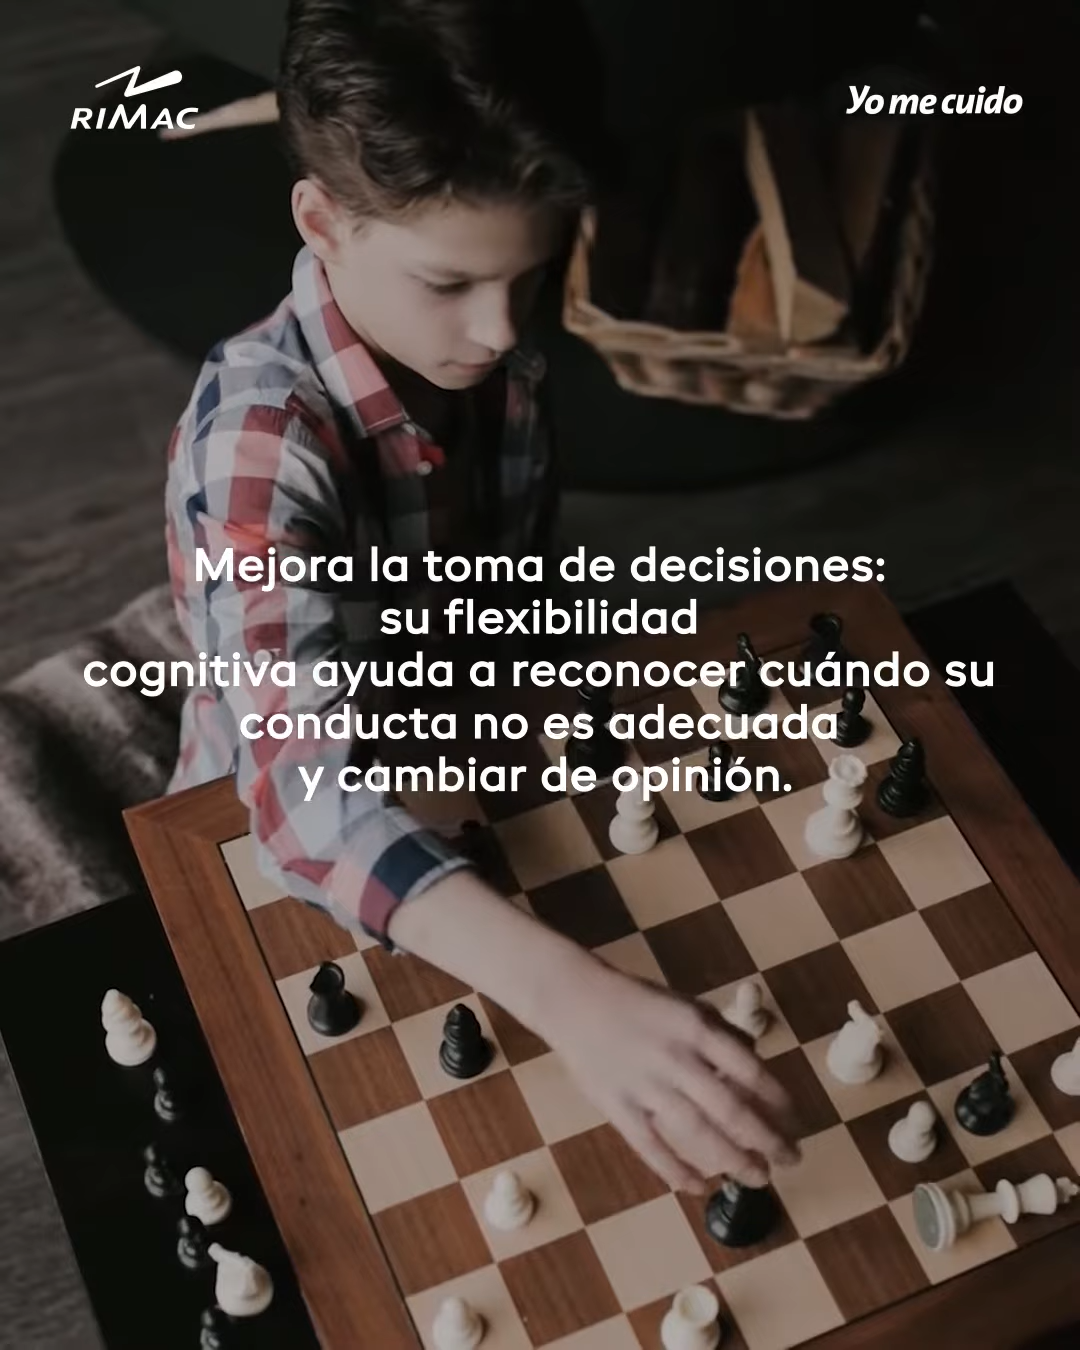 RIMAC
Yo me cuido
Mejora la toma de decisiones:
su flexibilidad
cognitiva ayuda a reconocer cuándo su
conducta no es adecuada
y cambiar de opinión.